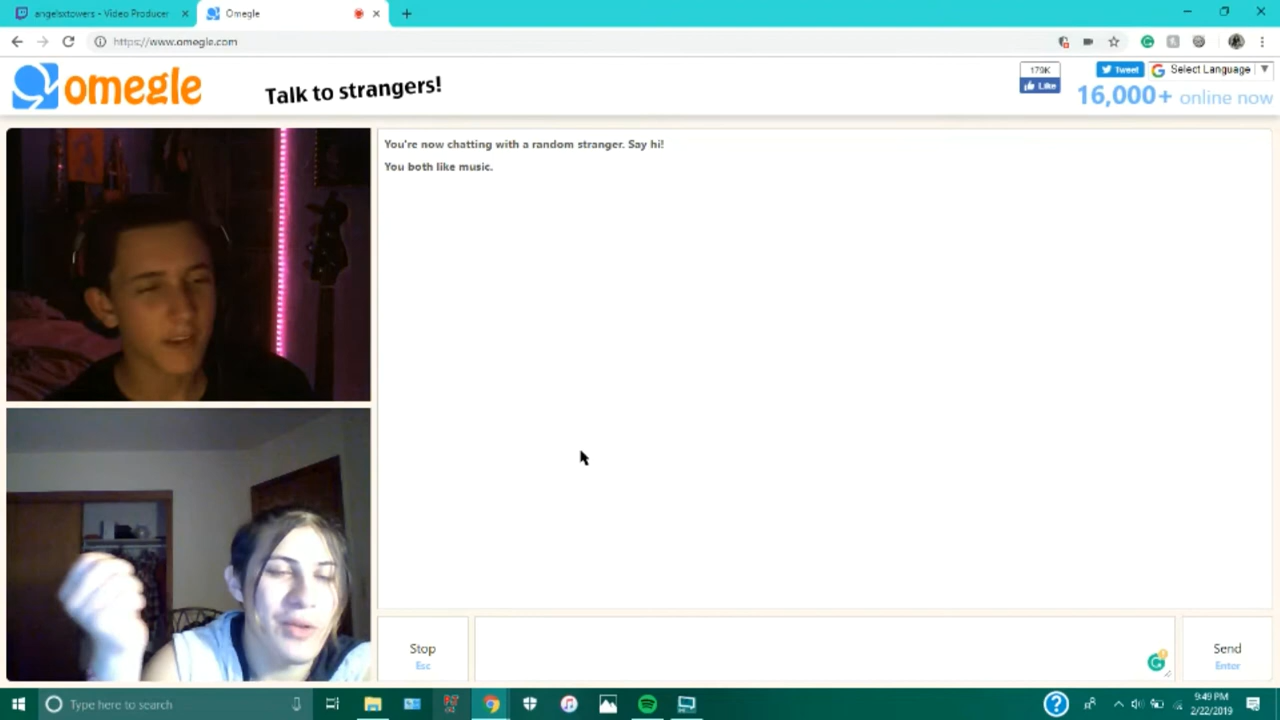 angelsxtowers - Video Producer
Omegle
https://www.omegle.com
omegle
Talk to strangers!
179K
Like
Tweet
Select Language
16,000+ online now
You're now chatting with a random stranger. Say hi!
You both like music.
Stop
Esc
Send
Enter
Type here to search
9:49 PM
2/22/2019